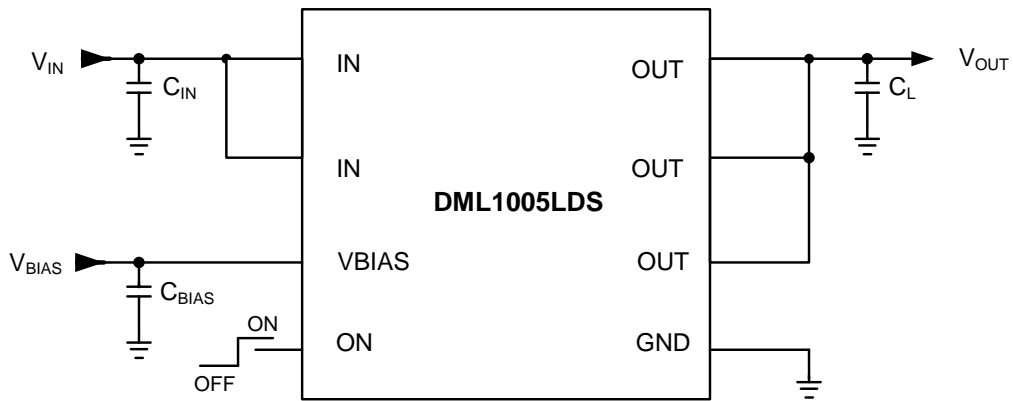 V_IN
C_IN
IN
OUT
C_L
V_OUT
IN
OUT
DML1005LDS
V_BIAS
C_BIAS
VBIAS
OUT
ON
OFF
ON
GND